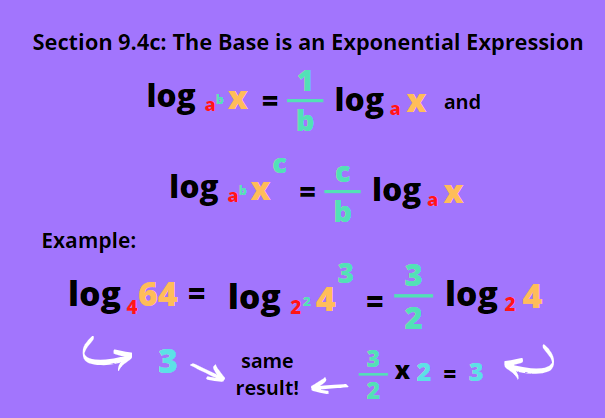 Section 9.4c: The Base is an Exponential Expression
log_{a^b} x = \frac{1}{b} log_a x and
log_{a^b} x^c = \frac{c}{b} log_a x
Example:
log_4 64 = log_{2^2} 4^3 = \frac{3}{2} log_2 4
3 same result! \frac{3}{2} x 2 = 3